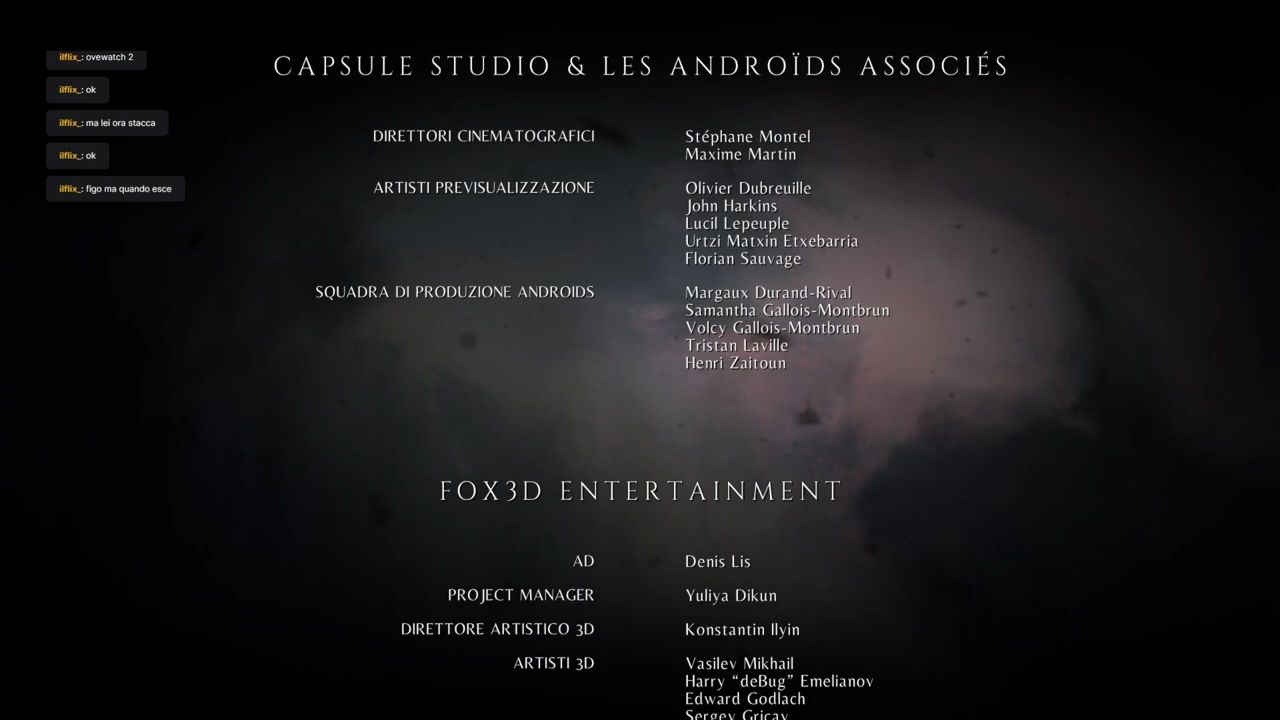 ilflix_: ovewatch 2
ilflix_: ok
ilflix_: ma lei ora stacca
ilflix_: ok
ilflix_: figo ma quando esce
CAPSULE STUDIO & LES ANDROÏDS ASSOCIÉS
DIRETTORI CINEMATOGRAFICI Stéphane Montel
Maxime Martin
ARTISTI PREVISUALIZZAZIONE Olivier Dubreuille
John Harkins
Lucil Lepeuple
Urtzi Matxin Etxebarria
Florian Sauvage
SQUADRA DI PRODUZIONE ANDROIDS Margaux Durand-Rival
Samantha Gallois-Montbrun
Volcy Gallois-Montbrun
Tristan Laville
Henri Zaitoun
FOX3D ENTERTAINMENT
AD Denis Lis
PROJECT MANAGER Yuliya Dikun
DIRETTORE ARTISTICO 3D Konstantin Ilyin
ARTISTI 3D Vasilev Mikhail
Harry “deBug” Emelianov
Edward Godlach
Sergey Gricay